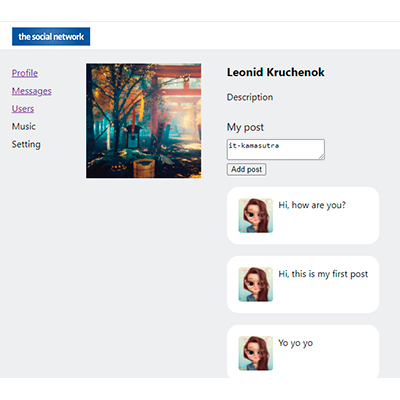 the social network
Profile
Messages
Users
Music
Setting
Leonid Kruchenok
Description
My post
it-kamasutra
Add post
Hi, how are you?
Hi, this is my first post
Yo yo yo